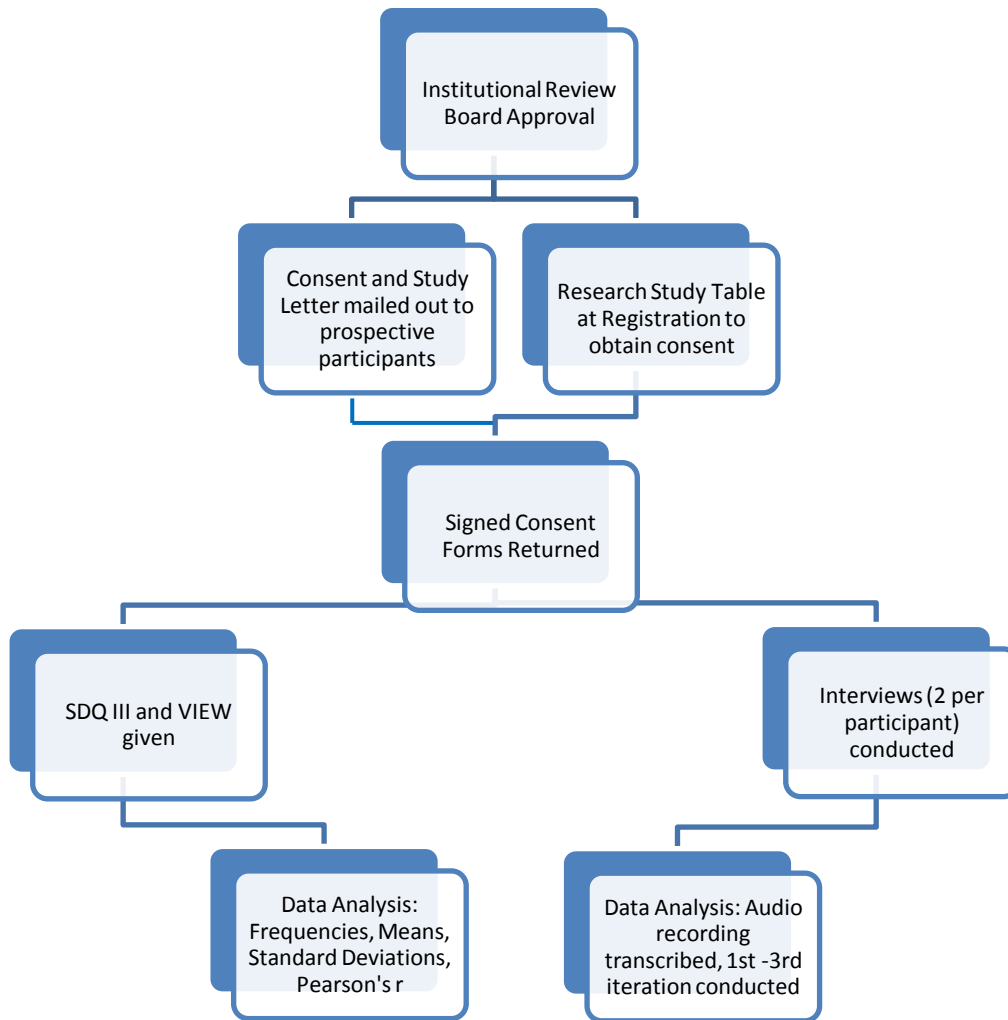 Institutional Review
Board Approval
Consent and Study
Letter mailed out to
prospective
participants
Research Study Table
at Registration to
obtain consent
Signed Consent
Forms Returned
SDQ III and VIEW
given
Interviews (2 per
participant)
conducted
Data Analysis:
Frequencies, Means,
Standard Deviations,
Pearson's r
Data Analysis: Audio
recording
transcribed, 1st -3rd
iteration conducted